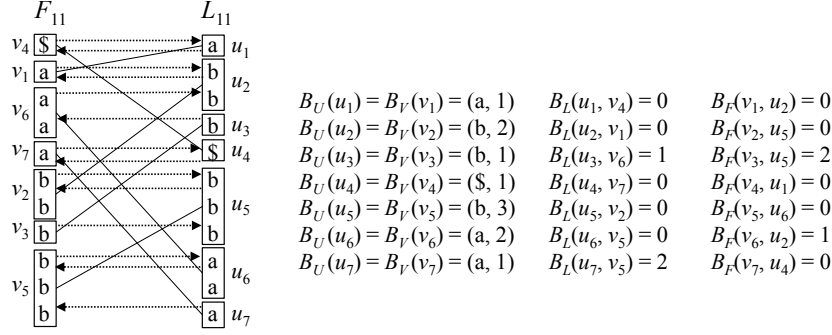 F₁₁ L₁₁
v₄ $ a u₁
v₁ a b u₂
b
v₆ a b u₃
a
v₇ a $ u₄
v₂ b b u₅
b b
v₃ b b
v₅ b a u₆
b a
b a u₇
B_U(u₁) = B_V(v₁) = (a, 1) B_L(u₁, v₄) = 0 B_F(v₁, u₂) = 0
B_U(u₂) = B_V(v₂) = (b, 2) B_L(u₂, v₁) = 0 B_F(v₂, u₅) = 0
B_U(u₃) = B_V(v₃) = (b, 1) B_L(u₃, v₆) = 1 B_F(v₃, u₅) = 2
B_U(u₄) = B_V(v₄) = ($, 1) B_L(u₄, v₇) = 0 B_F(v₄, u₁) = 0
B_U(u₅) = B_V(v₅) = (b, 3) B_L(u₅, v₂) = 0 B_F(v₅, u₆) = 0
B_U(u₆) = B_V(v₆) = (a, 2) B_L(u₆, v₅) = 0 B_F(v₆, u₂) = 1
B_U(u₇) = B_V(v₇) = (a, 1) B_L(u₇, v₅) = 2 B_F(v₇, u₄) = 0